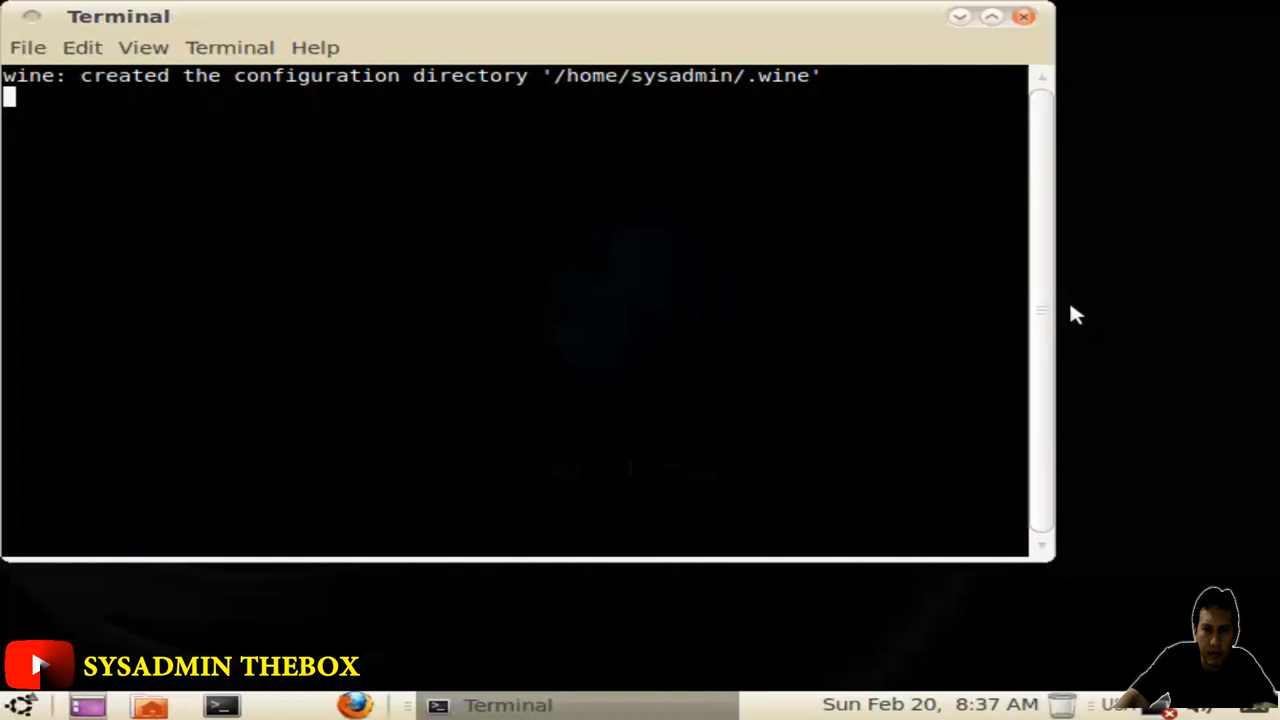 Terminal
File Edit View Terminal Help
wine: created the configuration directory '/home/sysadmin/.wine'
SYSADMIN THEBOX
Terminal Sun Feb 20, 8:37 AM